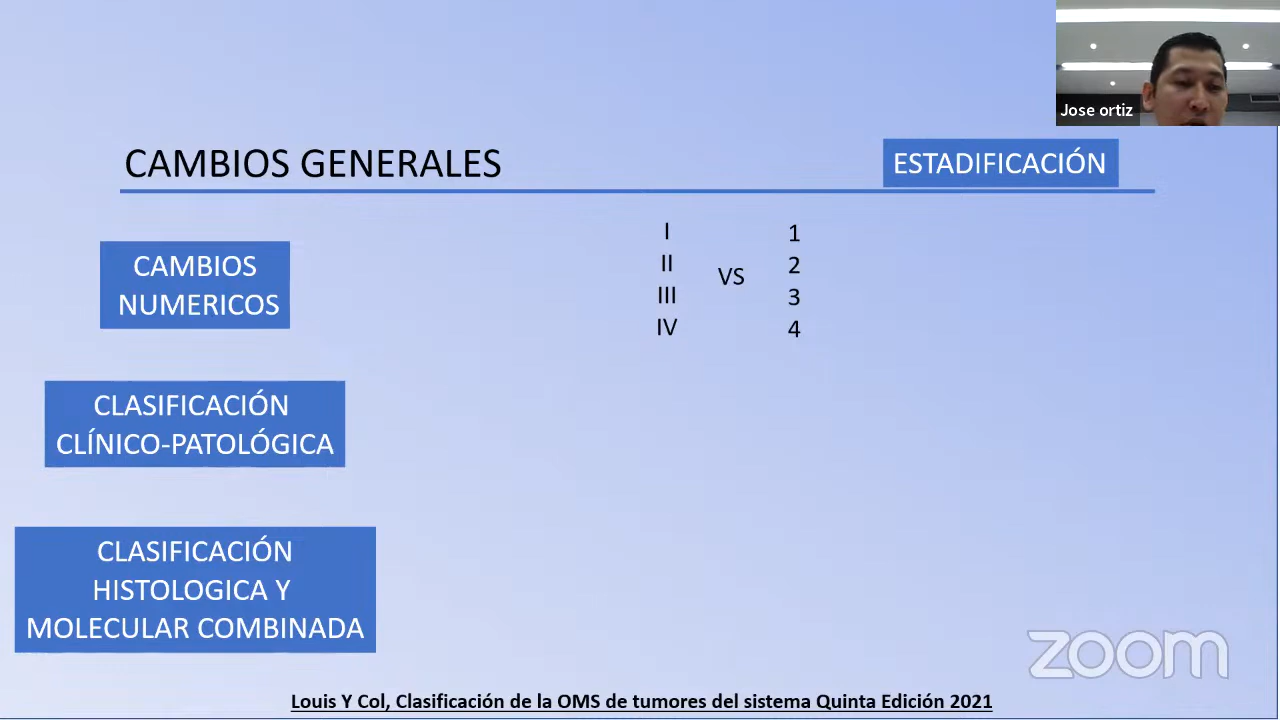 Jose ortiz
CAMBIOS GENERALES
ESTADIFICACIÓN
CAMBIOS
NUMERICOS
I
II
III
IV
VS
1
2
3
4
CLASIFICACIÓN
CLÍNICO-PATOLÓGICA
CLASIFICACIÓN
HISTOLOGICA Y
MOLECULAR COMBINADA
zoom
Louis Y Col, Clasificación de la OMS de tumores del sistema Quinta Edición 2021